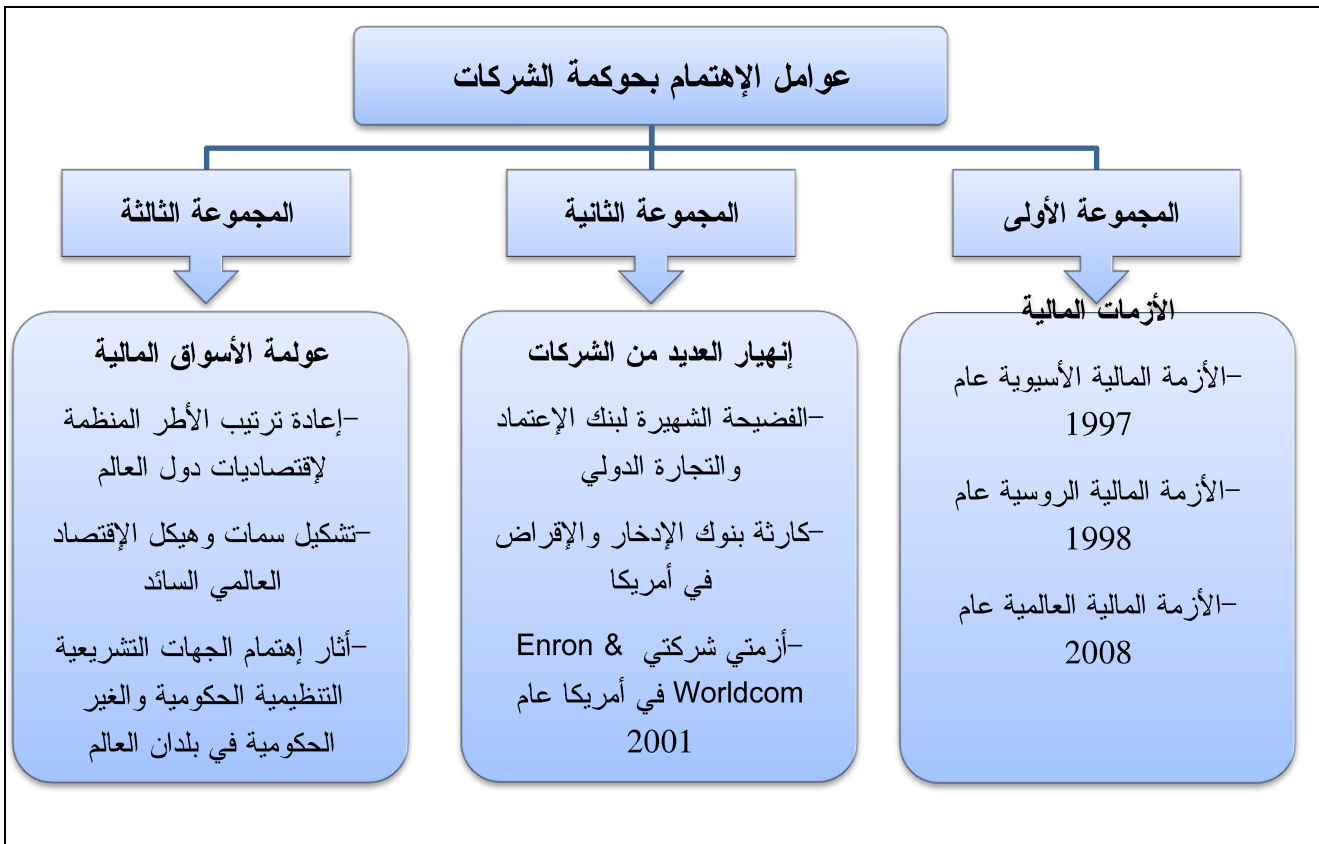 عوامل الإهتمام بحوكمة الشركات
المجموعة الأولى
الأزمات المالية
-الأزمة المالية الأسيوية عام
1997
-الأزمة المالية الروسية عام
1998
-الأزمة المالية العالمية عام
2008
المجموعة الثانية
إنهيار العديد من الشركات
-الفضيحة الشهيرة لبنك الإعتماد
والتجارة الدولي
-كارثة بنوك الإدخار والإقراض
في أمريكا
-أزمتي شركتي Enron &
Worldcom في أمريكا عام
2001
المجموعة الثالثة
عولمة الأسواق المالية
-إعادة ترتيب الأطر المنظمة
لإقتصاديات دول العالم
-تشكيل سمات وهيكل الإقتصاد
العالمي السائد
-أثار إهتمام الجهات التشريعية
التنظيمية الحكومية والغير
الحكومية في بلدان العالم